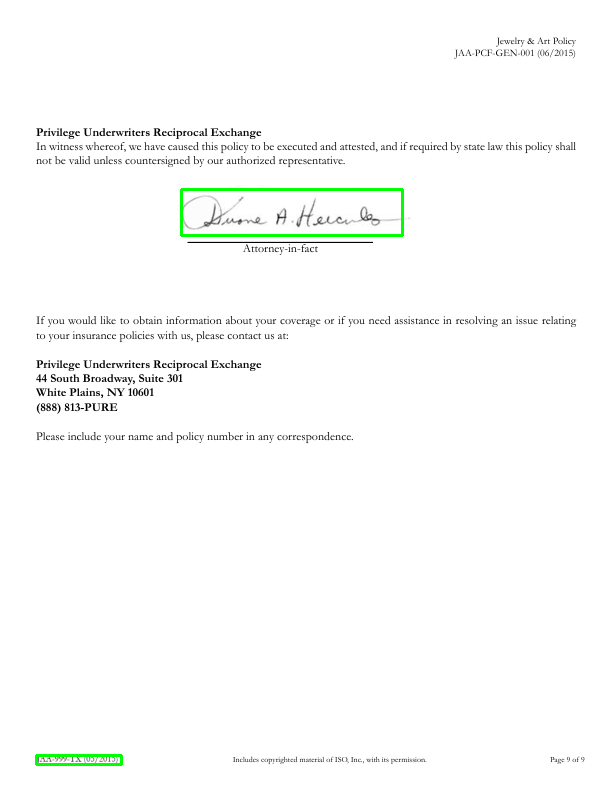 Jewelry & Art Policy
JAA-PCF-GEN-001 (06/2015)
Privilege Underwriters Reciprocal Exchange
In witness whereof, we have caused this policy to be executed and attested, and if required by state law this policy shall
not be valid unless countersigned by our authorized representative.
Duane A. Hercules
Attorney-in-fact
If you would like to obtain information about your coverage or if you need assistance in resolving an issue relating
to your insurance policies with us, please contact us at:
Privilege Underwriters Reciprocal Exchange
44 South Broadway, Suite 301
White Plains, NY 10601
(888) 813-PURE
Please include your name and policy number in any correspondence.
JAA-999-TX (05/2015)
Includes copyrighted material of ISO, Inc., with its permission.
Page 9 of 9